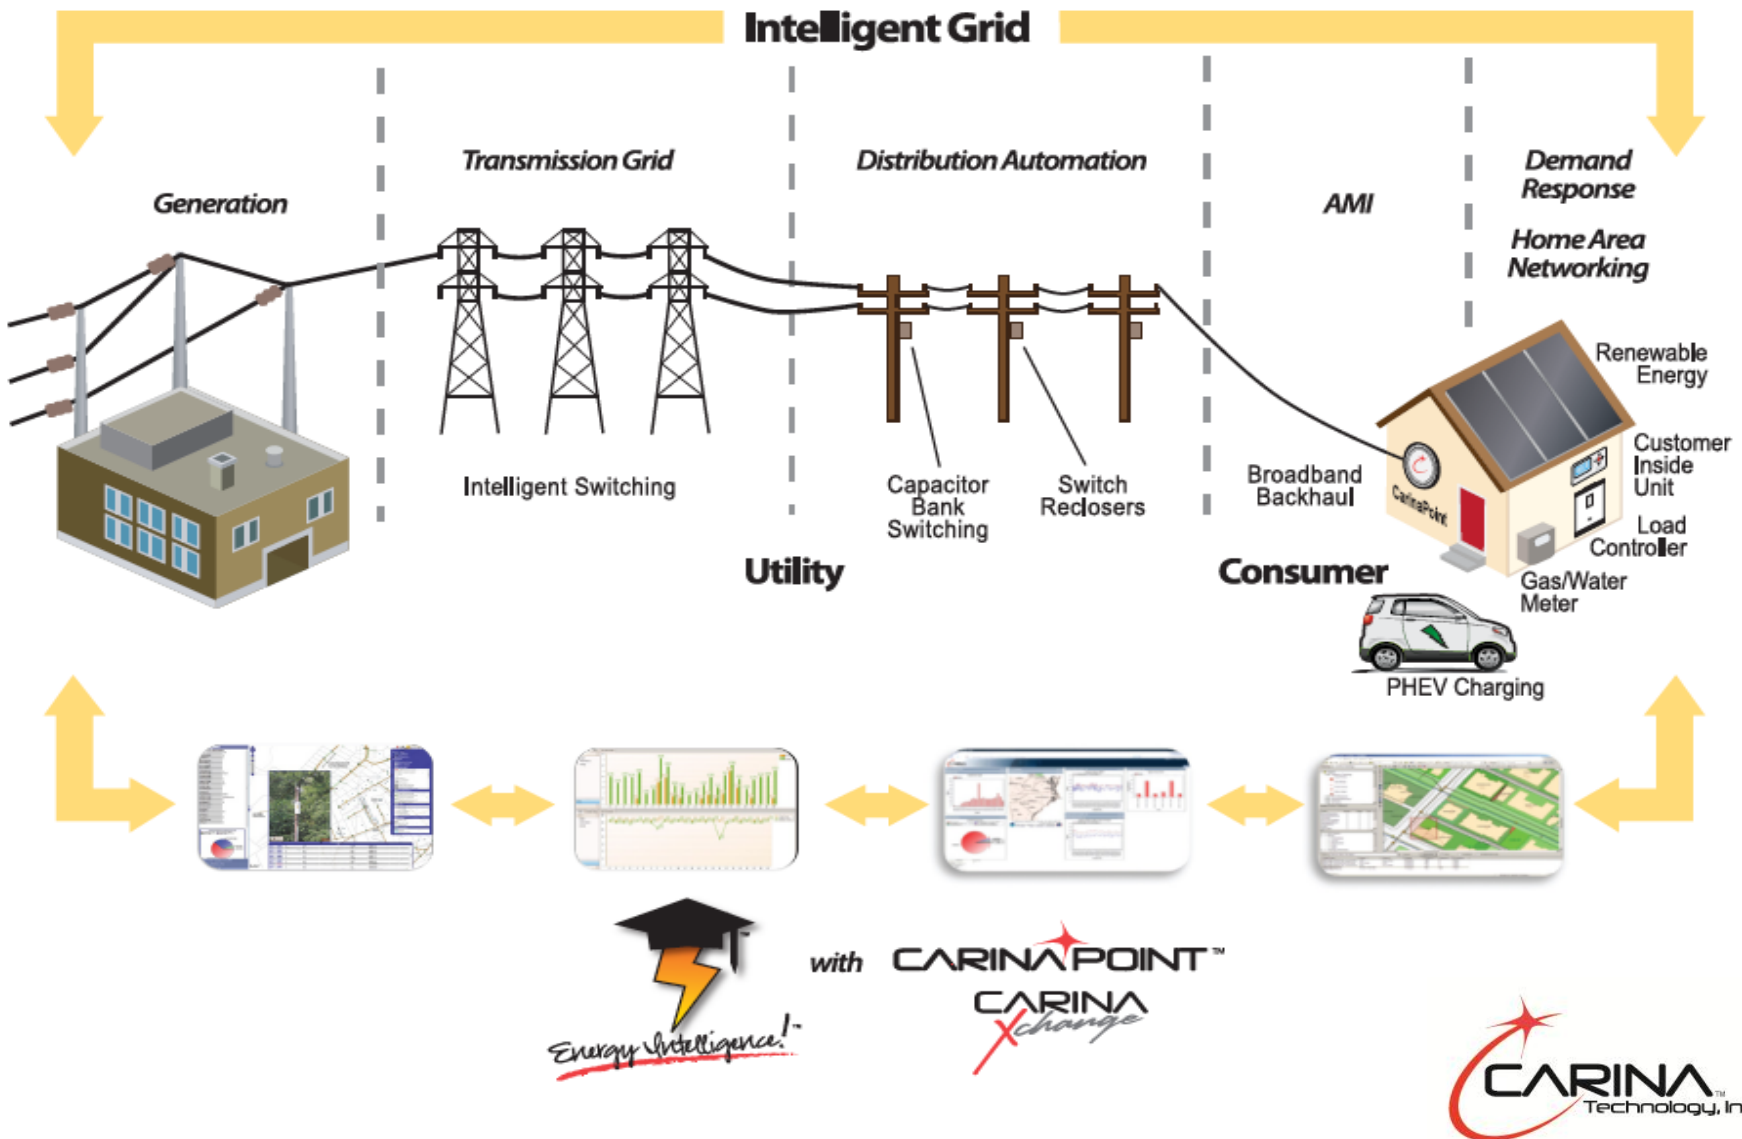 Intelligent Grid
Generation
Transmission Grid
Distribution Automation
AMI
Demand
Response
Home Area
Networking
Renewable
Energy
Customer
Inside
Unit
Load
Controller
Gas/Water
Meter
CarinaPoint
Broadband
Backhaul
Intelligent Switching
Capacitor
Bank
Switching
Switch
Reclosers
Utility
Consumer
PHEV Charging
Energy Intelligence!™
with
CARINA POINT™
CARINA
Xchange
CARINA™
Technology, In